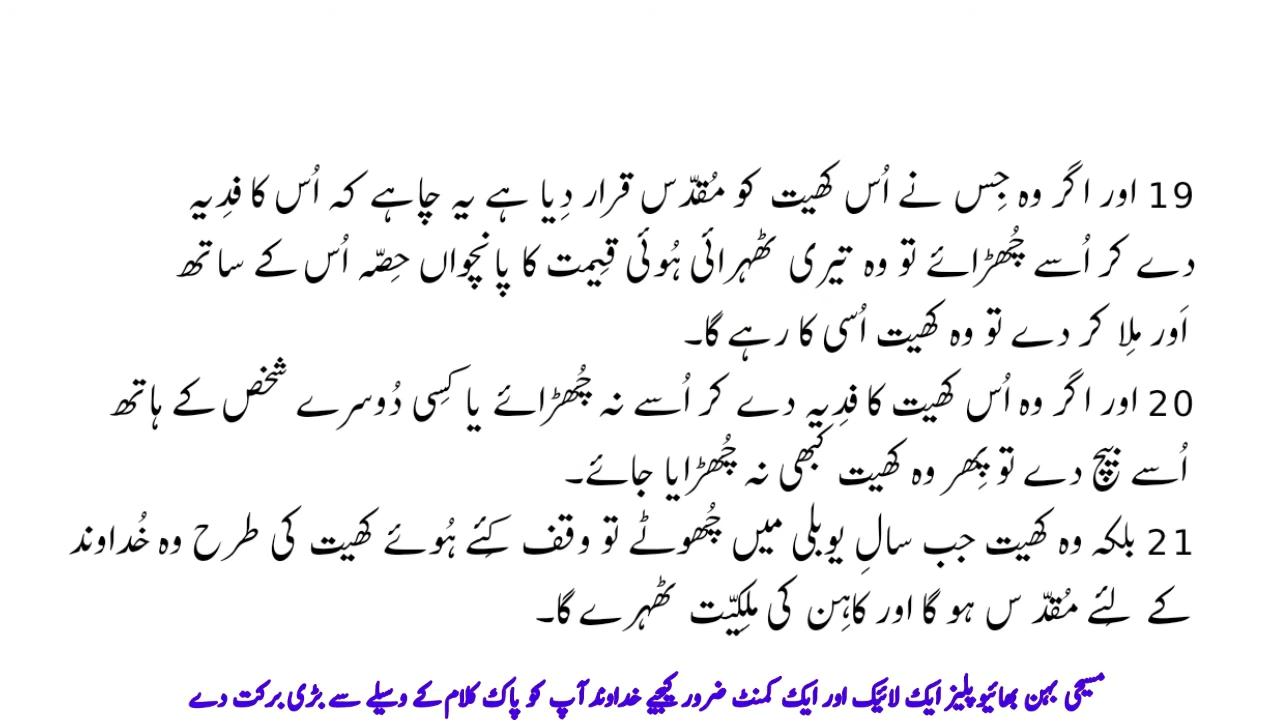 19 اور اگر وہ جِس نے اُس کھیت کو مُقدّس قرار دِیا ہے یہ چاہے کہ اُس کا فِدیہ
دے کر اُسے چُھڑائے تو وہ تیری ٹھہرائی ہُوئی قِیمت کا پانچواں حِصّہ اُس کے ساتھ
اَور مِلا کر دے تو وہ کھیت اُسی کا رہے گا۔
20 اور اگر وہ اُس کھیت کا فِدیہ دے کر اُسے نہ چُھڑائے یا کِسی دُوسرے شخص کے ہاتھ
اُسے بیچ دے تو پِھر وہ کھیت کبھی نہ چُھڑایا جائے۔
21 بلکہ وہ کھیت جب سالِ یوبلی میں چُھوٹے تو وقف کِئے ہُوئے کھیت کی طرح وہ خُداوند
کے لِئے مُقدّ س ہو گا اور کاہِن کی مِلکِیّت ٹھہرے گا۔
مسیحی بہن بھائیو پلیز ایک لائیک اور ایک کمنٹ ضرور کیجیے خداوند آپ کو پاک کلام کے وسیلے سے بڑی برکت دے